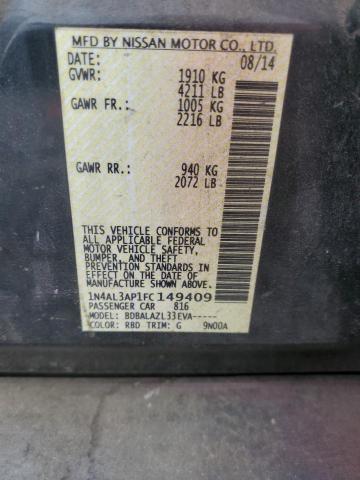 MFD BY NISSAN MOTOR CO., LTD.
DATE: 08/14
GVWR: 1910 KG
4211 LB
GAWR FR: 1005 KG
2216 LB
GAWR RR: 940 KG
2072 LB
THIS VEHICLE CONFORMS TO
ALL APPLICABLE FEDERAL
MOTOR VEHICLE SAFETY,
BUMPER, AND THEFT
PREVENTION STANDARDS IN
EFFECT ON THE DATE OF
MANUFACTURE SHOWN ABOVE.
1N4AL3AP1FC149409
PASSENGER CAR 816
MODEL: BDBALAZL33EVA-----
COLOR: RBD TRIM: G 9N00A